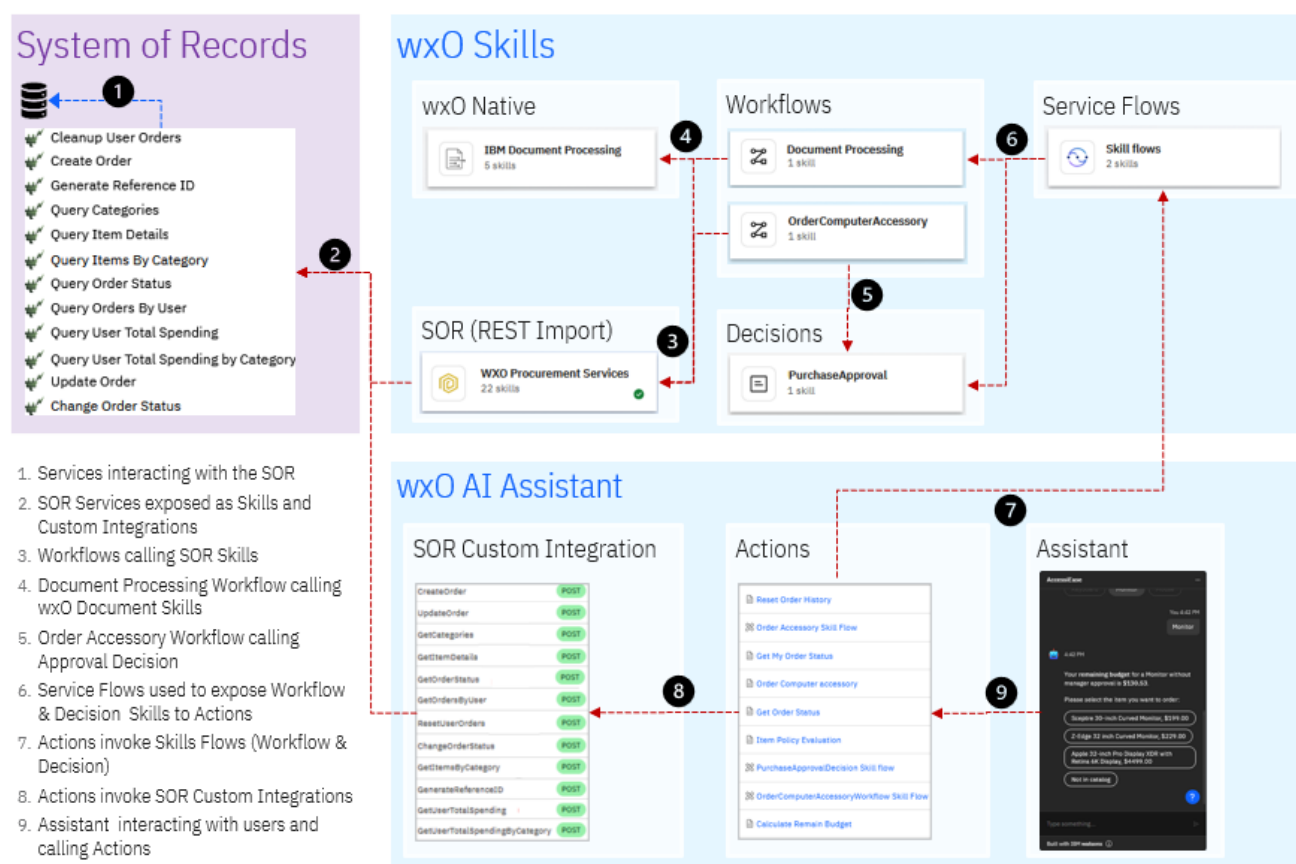 System of Records
1
Cleanup User Orders
Create Order
Generate Reference ID
Query Categories
Query Item Details
Query Items By Category
Query Order Status
Query Orders By User
Query User Total Spending
Query User Total Spending by Category
Update Order
Change Order Status
2
wxO Skills
wxO Native
IBM Document Processing
5 skills
4
Workflows
Document Processing
1 skill
OrderComputerAccessory
1 skill
6
Service Flows
Skill flows
2 skills
5
SOR (REST Import)
WXO Procurement Services
22 skills
3
Decisions
PurchaseApproval
1 skill
1. Services interacting with the SOR
2. SOR Services exposed as Skills and
Custom Integrations
3. Workflows calling SOR Skills
4. Document Processing Workflow calling
wxO Document Skills
5. Order Accessory Workflow calling
Approval Decision
6. Service Flows used to expose Workflow
& Decision Skills to Actions
7. Actions invoke Skills Flows (Workflow &
Decision)
8. Actions invoke SOR Custom Integrations
9. Assistant interacting with users and
calling Actions
wxO AI Assistant
7
SOR Custom Integration
CreateOrder POST
UpdateOrder POST
GetCategories POST
GetItemDetails POST
GetOrderStatus POST
GetOrdersByUser POST
ResetUserOrders POST
ChangeOrderStatus POST
GetItemsByCategory POST
GenerateReferenceID POST
GetUserTotalSpending POST
GetUserTotalSpendingByCategory POST
8
Actions
Reset Order History
Order Accessory Skill Flow
Get My Order Status
Order Computer accessory
Get Order Status
Item Policy Evaluation
PurchaseApprovalDecision Skill flow
OrderComputerAccessoryWorkflow Skill Flow
Calculate Remain Budget
9
Assistant
AccessEase
You 4:42 PM
Monitor
4:42 PM
Your remaining budget for a Monitor without
manager approval is $130.53.
Please select the item you want to order:
Sceptre 30-inch Curved Monitor, $199.00
Z-Edge 32 inch Curved Monitor, $229.00
Apple 32-inch Pro Display XDR with
Retina 6K Display, $4499.00
Not in catalog
?
Type something...
Built with IBM watsonx